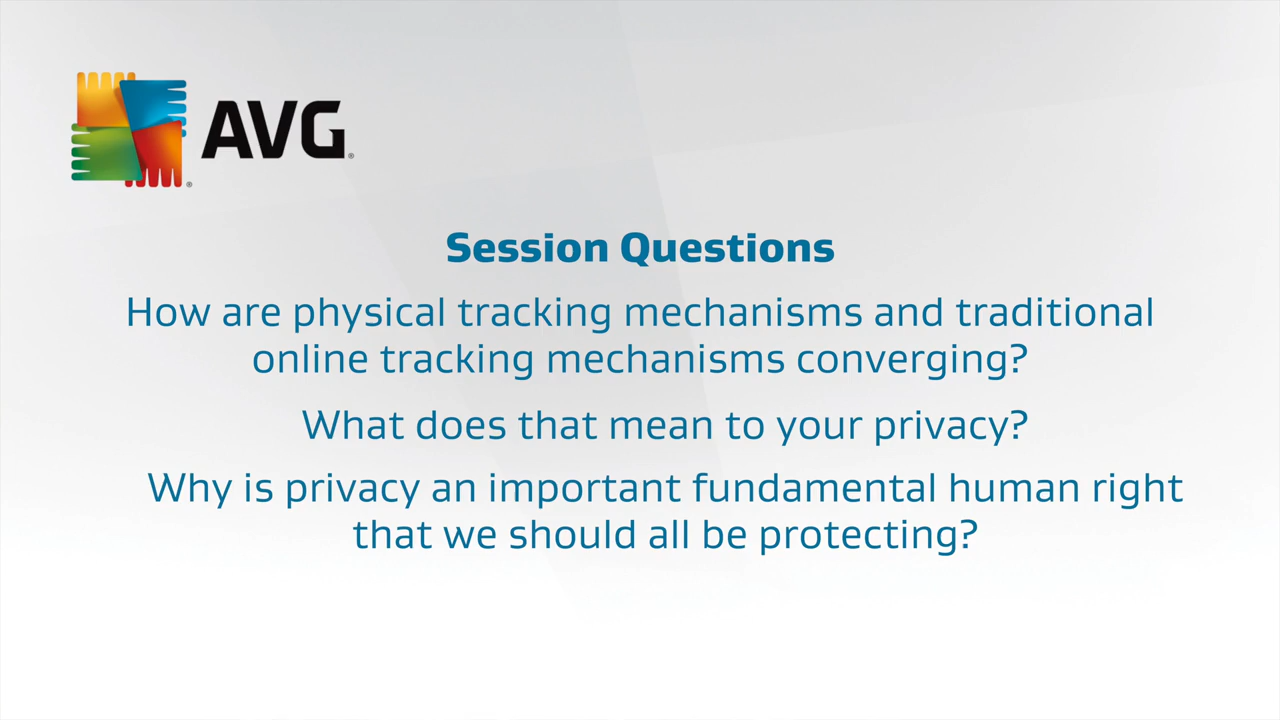 AVG
Session Questions
How are physical tracking mechanisms and traditional
online tracking mechanisms converging?
What does that mean to your privacy?
Why is privacy an important fundamental human right
that we should all be protecting?